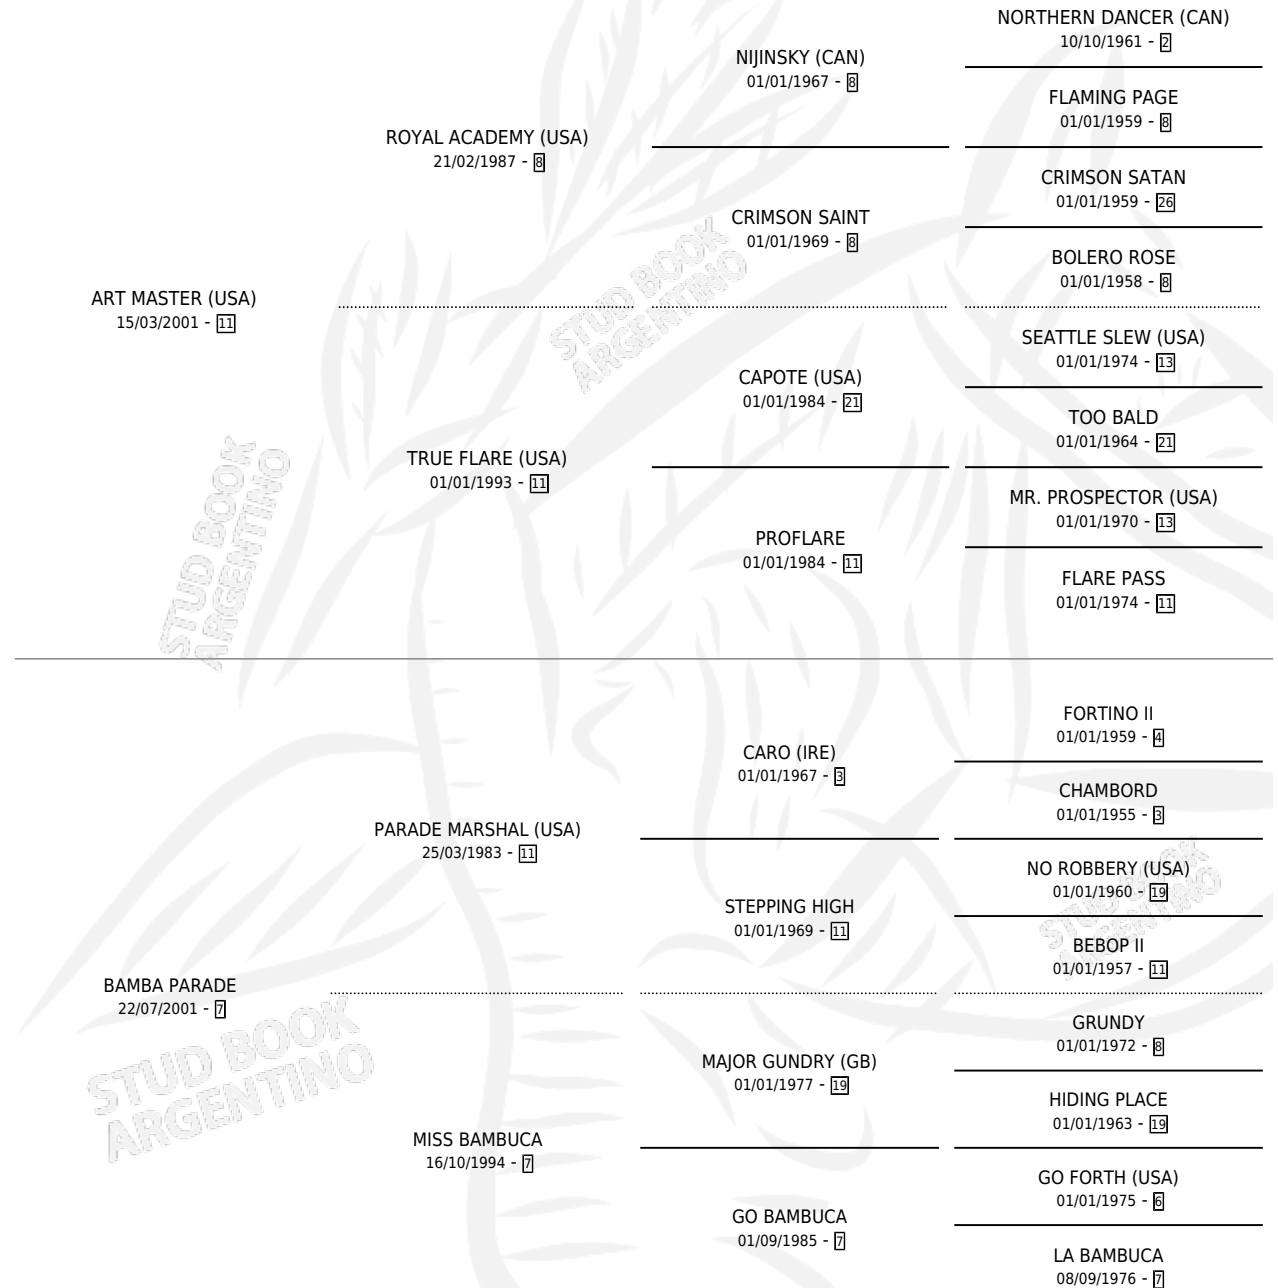 NORTHERN DANCER (CAN)
10/10/1961 - 2
NIJINSKY (CAN)
01/01/1967 - 8
FLAMING PAGE
01/01/1959 - 8
ROYAL ACADEMY (USA)
21/02/1987 - 8
CRIMSON SATAN
01/01/1959 - 26
CRIMSON SAINT
01/01/1969 - 8
BOLERO ROSE
01/01/1958 - 8
ART MASTER (USA)
15/03/2001 - 11
STUD BOOK
ARGENTINO
SEATTLE SLEW (USA)
01/01/1974 - 13
CAPOTE (USA)
01/01/1984 - 21
TOO BALD
01/01/1964 - 21
TRUE FLARE (USA)
01/01/1993 - 11
MR. PROSPECTOR (USA)
01/01/1970 - 13
PROFLARE
01/01/1984 - 11
FLARE PASS
01/01/1974 - 11
STUD BOOK
ARGENTINO
FORTINO II
01/01/1959 - 4
CARO (IRE)
01/01/1967 - 3
CHAMBORD
01/01/1955 - 3
PARADE MARSHAL (USA)
25/03/1983 - 11
NO ROBBERY (USA)
01/01/1960 - 19
STEPPING HIGH
01/01/1969 - 11
STUD BOOK
ARGENTINO
BEBOP II
01/01/1957 - 11
BAMBA PARADE
22/07/2001 - 7
GRUNDY
01/01/1972 - 8
STUD BOOK
ARGENTINO
MAJOR GUNDRY (GB)
01/01/1977 - 19
HIDING PLACE
01/01/1963 - 19
MISS BAMBUCA
16/10/1994 - 7
GO FORTH (USA)
01/01/1975 - 6
GO BAMBUCA
01/09/1985 - 7
LA BAMBUCA
08/09/1976 - 7